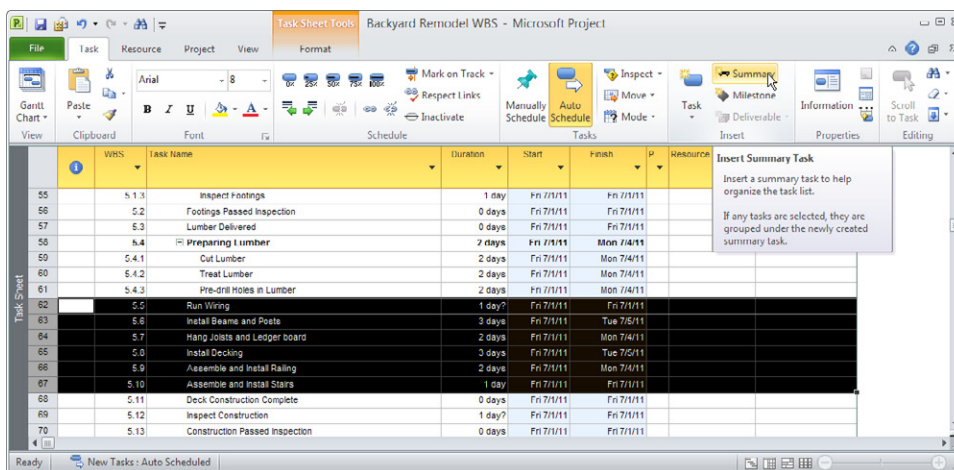 Task Sheet Tools Backyard Remodel WBS - Microsoft Project
File Task Resource Project View Format
Gantt Chart
View
Paste
Clipboard
Arial 8
B I U A
Font
0x 25x 50x 75x 100x
Mark on Track
Respect Links
Inactivate
Schedule
Manually Schedule
Auto Schedule
Inspect
Move
Mode
Tasks
Task
Summary
Milestone
Deliverable
Insert
Information
Properties
Scroll to Task
Editing
WBS Task Name Duration Start Finish P Resource
Insert Summary Task
Insert a summary task to help
organize the task list.
If any tasks are selected, they are
grouped under the newly created
summary task.
55 5.1.3 Inspect Footings 1 day Fri 7/1/11 Fri 7/1/11
56 5.2 Footings Passed Inspection 0 days Fri 7/1/11 Fri 7/1/11
57 5.3 Lumber Delivered 0 days Fri 7/1/11 Fri 7/1/11
58 5.4 Preparing Lumber 2 days Fri 7/1/11 Mon 7/4/11
59 5.4.1 Cut Lumber 2 days Fri 7/1/11 Mon 7/4/11
60 5.4.2 Treat Lumber 2 days Fri 7/1/11 Mon 7/4/11
61 5.4.3 Pre-drill Holes in Lumber 2 days Fri 7/1/11 Mon 7/4/11
62 5.5 Run Wiring 1 day? Fri 7/1/11 Fri 7/1/11
63 5.6 Install Beams and Posts 3 days Fri 7/1/11 Tue 7/5/11
64 5.7 Hang Joists and Ledger board 2 days Fri 7/1/11 Mon 7/4/11
65 5.8 Install Decking 3 days Fri 7/1/11 Tue 7/5/11
66 5.9 Assemble and Install Railing 2 days Fri 7/1/11 Mon 7/4/11
67 5.10 Assemble and Install Stairs 1 day Fri 7/1/11 Fri 7/1/11
68 5.11 Deck Construction Complete 0 days Fri 7/1/11 Fri 7/1/11
69 5.12 Inspect Construction 1 day? Fri 7/1/11 Fri 7/1/11
70 5.13 Construction Passed Inspection 0 days Fri 7/1/11 Fri 7/1/11
Task Sheet
Ready New Tasks : Auto Scheduled